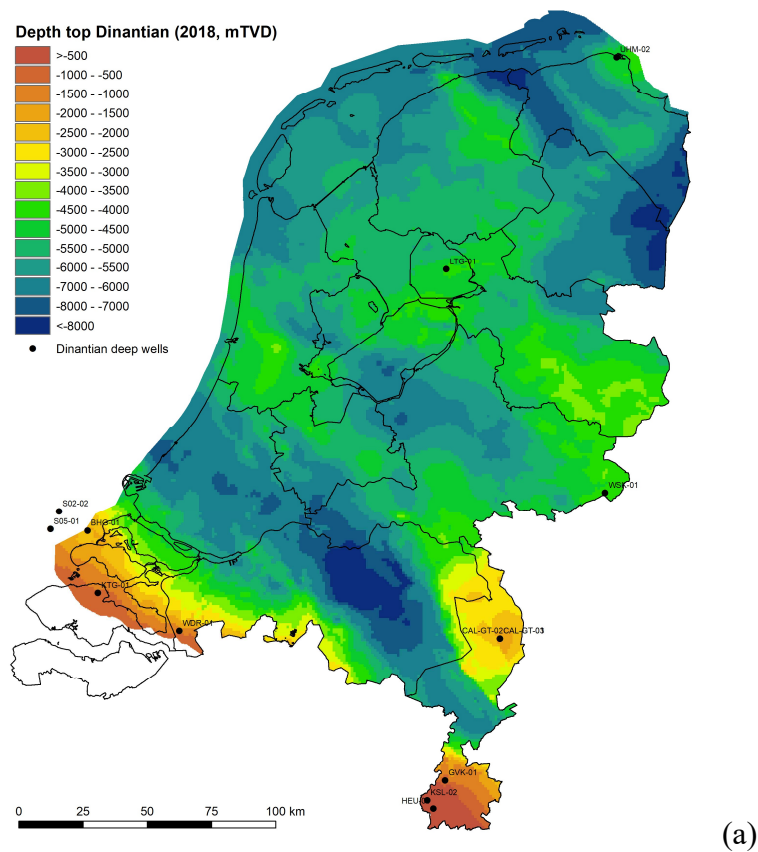 Depth top Dinantian (2018, mTVD)
>-500
-1000 - -500
-1500 - -1000
-2000 - -1500
-2500 - -2000
-3000 - -2500
-3500 - -3000
-4000 - -3500
-4500 - -4000
-5000 - -4500
-5500 - -5000
-6000 - -5500
-7000 - -6000
-8000 - -7000
<-8000
Dinantian deep wells
UHM-02
LTG-01
WSK-01
S02-02
S05-01
BHG-01
KTG-01
WDR-01
CAL-GT-02CAL-GT-03
GVK-01
KSL-02
HEU-0
0 25 50 75 100 km
(a)